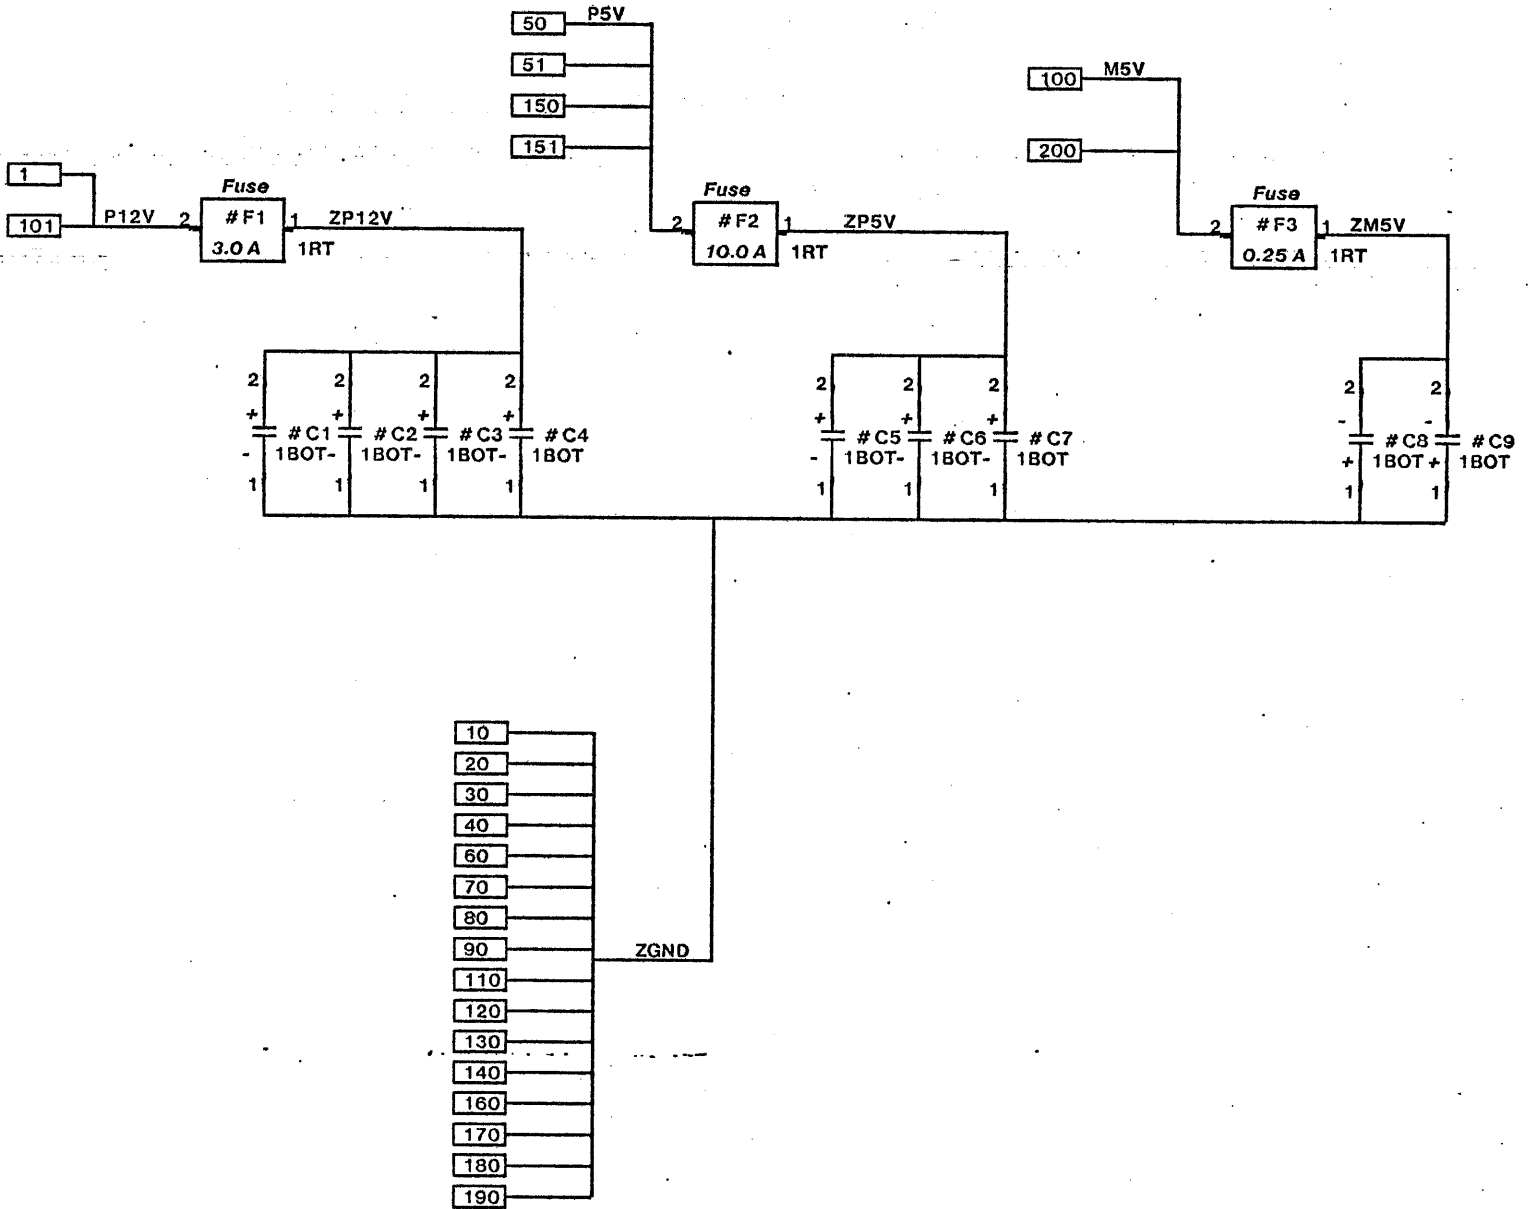 50 P5V
51
150
151
100 M5V
200
1
101 P12V 2
Fuse
#F1
3.0 A
1 ZP12V
1RT
2
Fuse
#F2
10.0 A
1 ZP5V
1RT
2
Fuse
#F3
0.25 A
1 ZM5V
1RT
2 2 2 2
+ + + +
#C1 #C2 #C3 #C4
- 1BOT- 1BOT- 1BOT- 1BOT
1 1 1 1
2 2 2
+ + +
#C5 #C6 #C7
- 1BOT- 1BOT- 1BOT
1 1 1
2 2
- -
#C8 #C9
+ 1BOT + 1BOT
1 1
10
20
30
40
60
70
80
90
ZGND
110
120
130
140
160
170
180
190